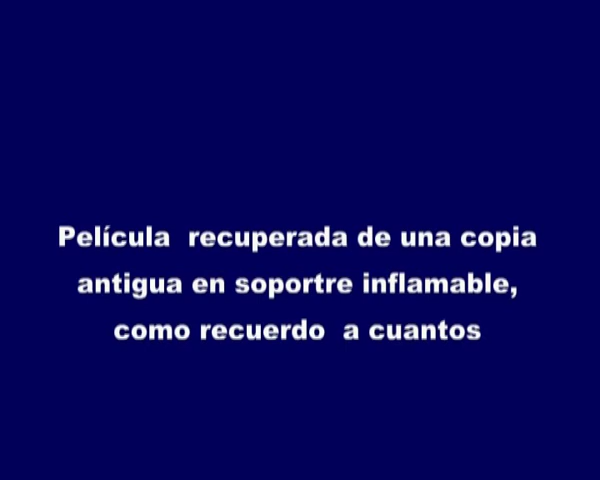 Película  recuperada de una copia
antigua en soportre inflamable,
como recuerdo  a cuantos